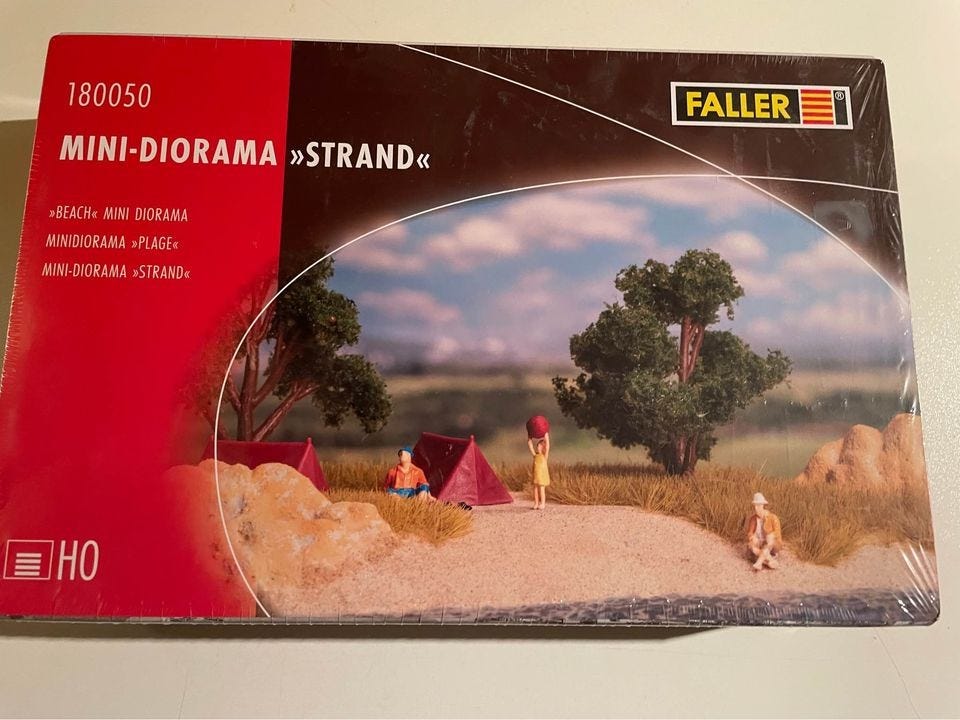 180050
FALLER ®
MINI-DIORAMA »STRAND«
»BEACH« MINI DIORAMA
MINIDIORAMA »PLAGE«
MINI-DIORAMA »STRAND«
HO